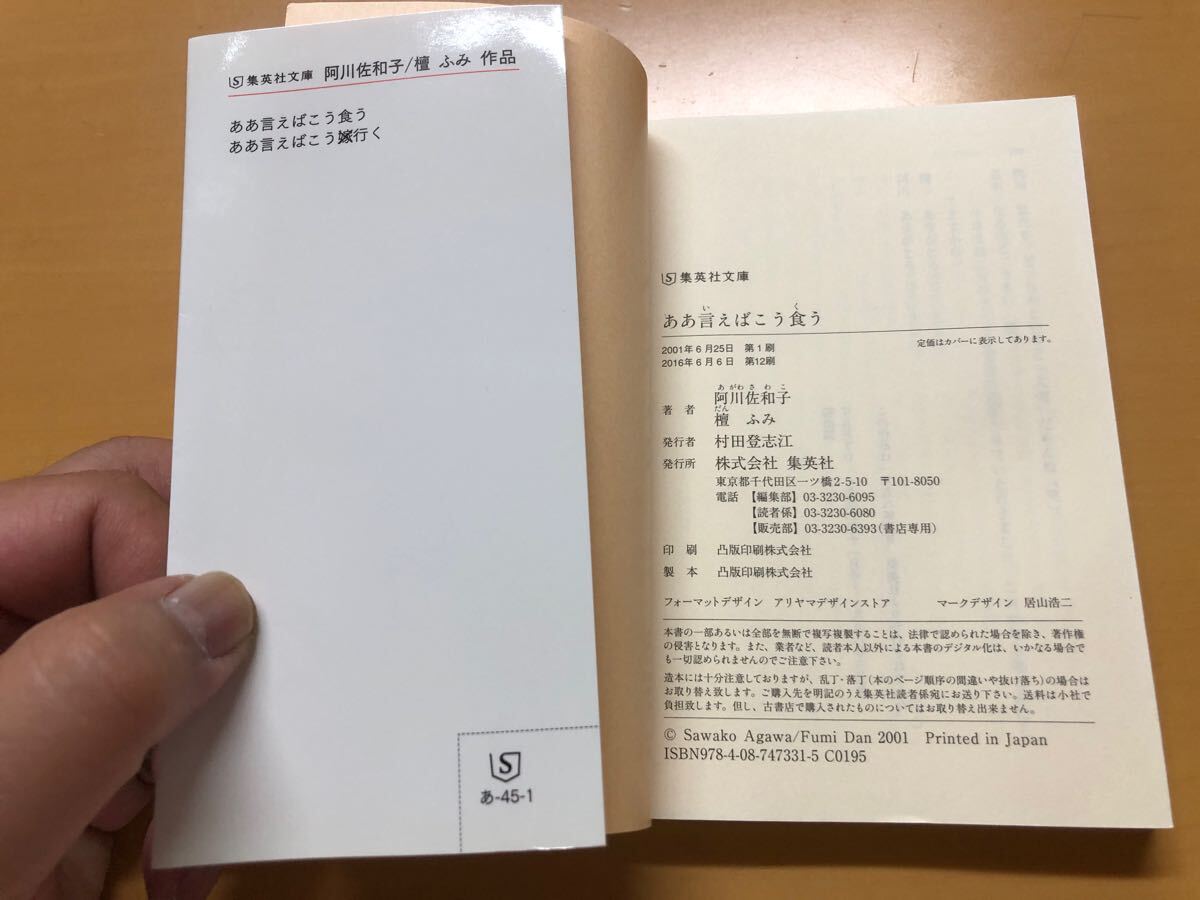 S 集英社文庫 阿川佐和子/檀 ふみ 作品
ああ言えばこう食う
ああ言えばこう嫁行く
S
あ-45-1
S 集英社文庫
い く
ああ言えばこう食う
定価はカバーに表示してあります。
2001年6月25日 第1刷
2016年6月6日 第12刷
あ がわ さ わ こ
著 者 阿川佐和子
だん
檀 ふみ
発行者 村田登志江
発行所 株式会社 集英社
東京都千代田区一ツ橋2-5-10 〒101-8050
電話 【編集部】03-3230-6095
【読者係】03-3230-6080
【販売部】03-3230-6393(書店専用)
印 刷 凸版印刷株式会社
製 本 凸版印刷株式会社
フォーマットデザイン アリヤマデザインストア マークデザイン 居山浩二
本書の一部あるいは全部を無断で複写複製することは、法律で認められた場合を除き、著作権
の侵害となります。また、業者など、読者本人以外による本書のデジタル化は、いかなる場合で
も一切認められませんのでご注意下さい。
造本には十分注意しておりますが、乱丁・落丁(本のページ順序の間違いや抜け落ち)の場合は
お取り替え致します。ご購入先を明記のうえ集英社読者係宛にお送り下さい。送料は小社で
負担致します。但し、古書店で購入されたものについてはお取り替え出来ません。
© Sawako Agawa/Fumi Dan 2001 Printed in Japan
ISBN978-4-08-747331-5 C0195